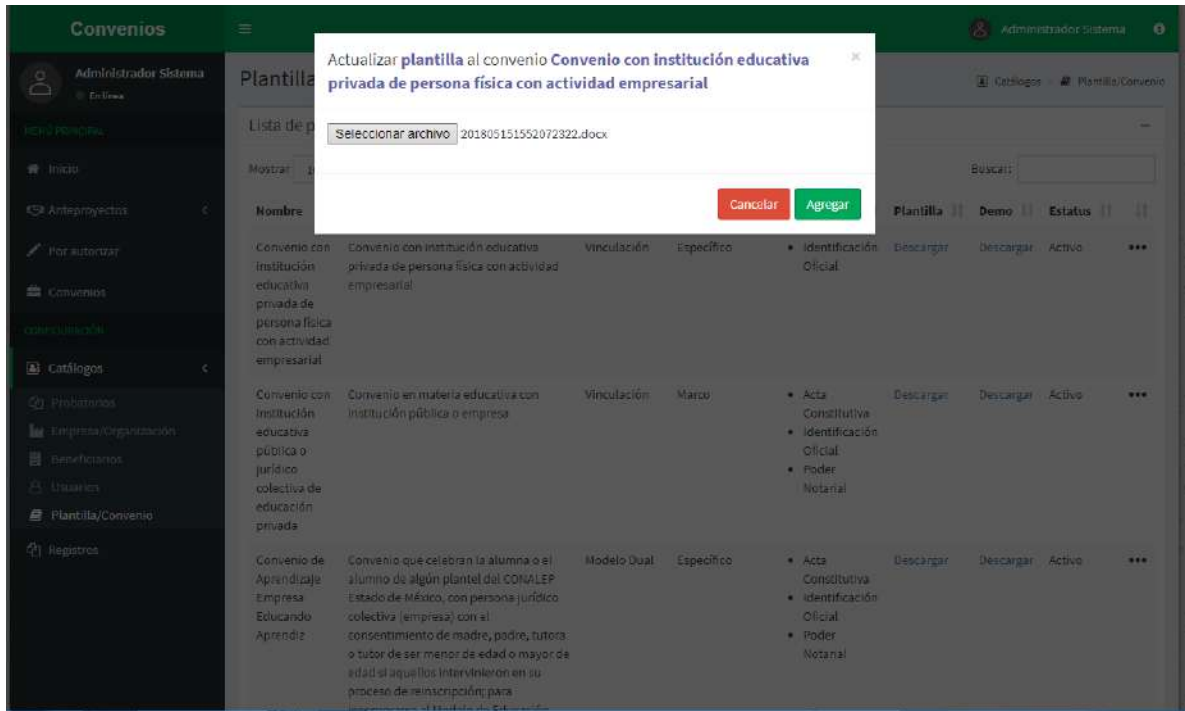 Convenios
Administrador Sistema
Administrador Sistema
En línea
MENÚ PRINCIPAL
Inicio
Anteproyectos
Por autorizar
Convenios
CONFIGURACIÓN
Catálogos
Probatorios
Empresa/Organización
Beneficiarios
Usuarios
Plantilla/Convenio
Registros
Plantilla
Catálogos
Plantilla/Convenio
Lista de p
Mostrar
Buscar:
Actualizar plantilla al convenio Convenio con institución educativa
privada de persona física con actividad empresarial
×
Seleccionar archivo 201805151552072322.docx
Cancelar Agregar
Nombre Plantilla Demo Estatus
Convenio con Convenio con institución educativa Vinculación Específico • Identificación Descargar Descargar Activo •••
institución privada de persona física con actividad Oficial
educativa empresarial
privada de
persona física
con actividad
empresarial
Convenio con Convenio en materia educativa con Vinculación Marco • Acta Descargar Descargar Activo •••
institución institución pública o empresa Constitutiva
educativa • Identificación
pública o Oficial
jurídico • Poder
colectiva de Notarial
educación
privada
Convenio de Convenio que celebran la alumna o el Modelo Dual Específico • Acta Descargar Descargar Activo •••
Aprendizaje alumno de algún plantel del CONALEP Constitutiva
Empresa Estado de México, con persona jurídico • Identificación
Educando colectiva (empresa) con el Oficial
Aprendiz consentimiento de madre, padre, tutora • Poder
o tutor de ser menor de edad o mayor de Notarial
edad si aquellos intervinieron en su
proceso de reinscripción; para